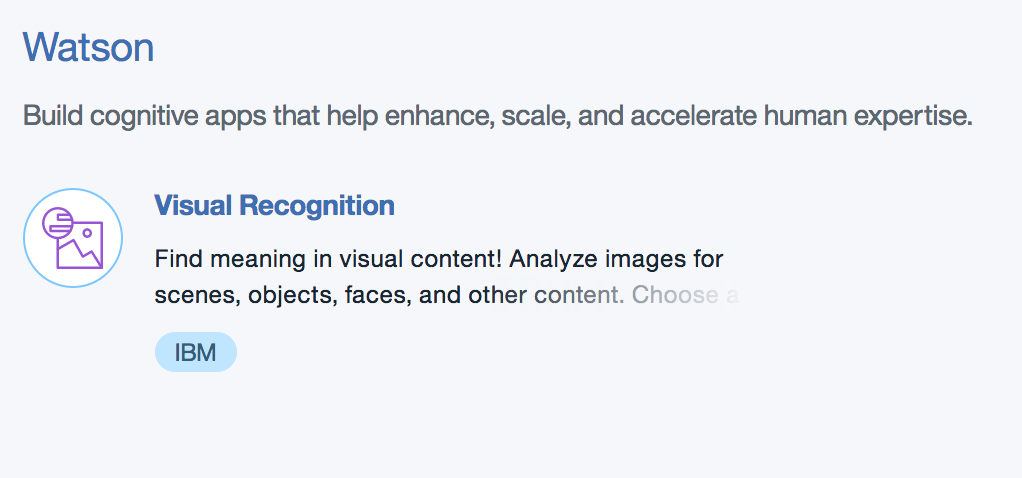 Watson
Build cognitive apps that help enhance, scale, and accelerate human expertise.
Visual Recognition
Find meaning in visual content! Analyze images for
scenes, objects, faces, and other content. Choose a
IBM